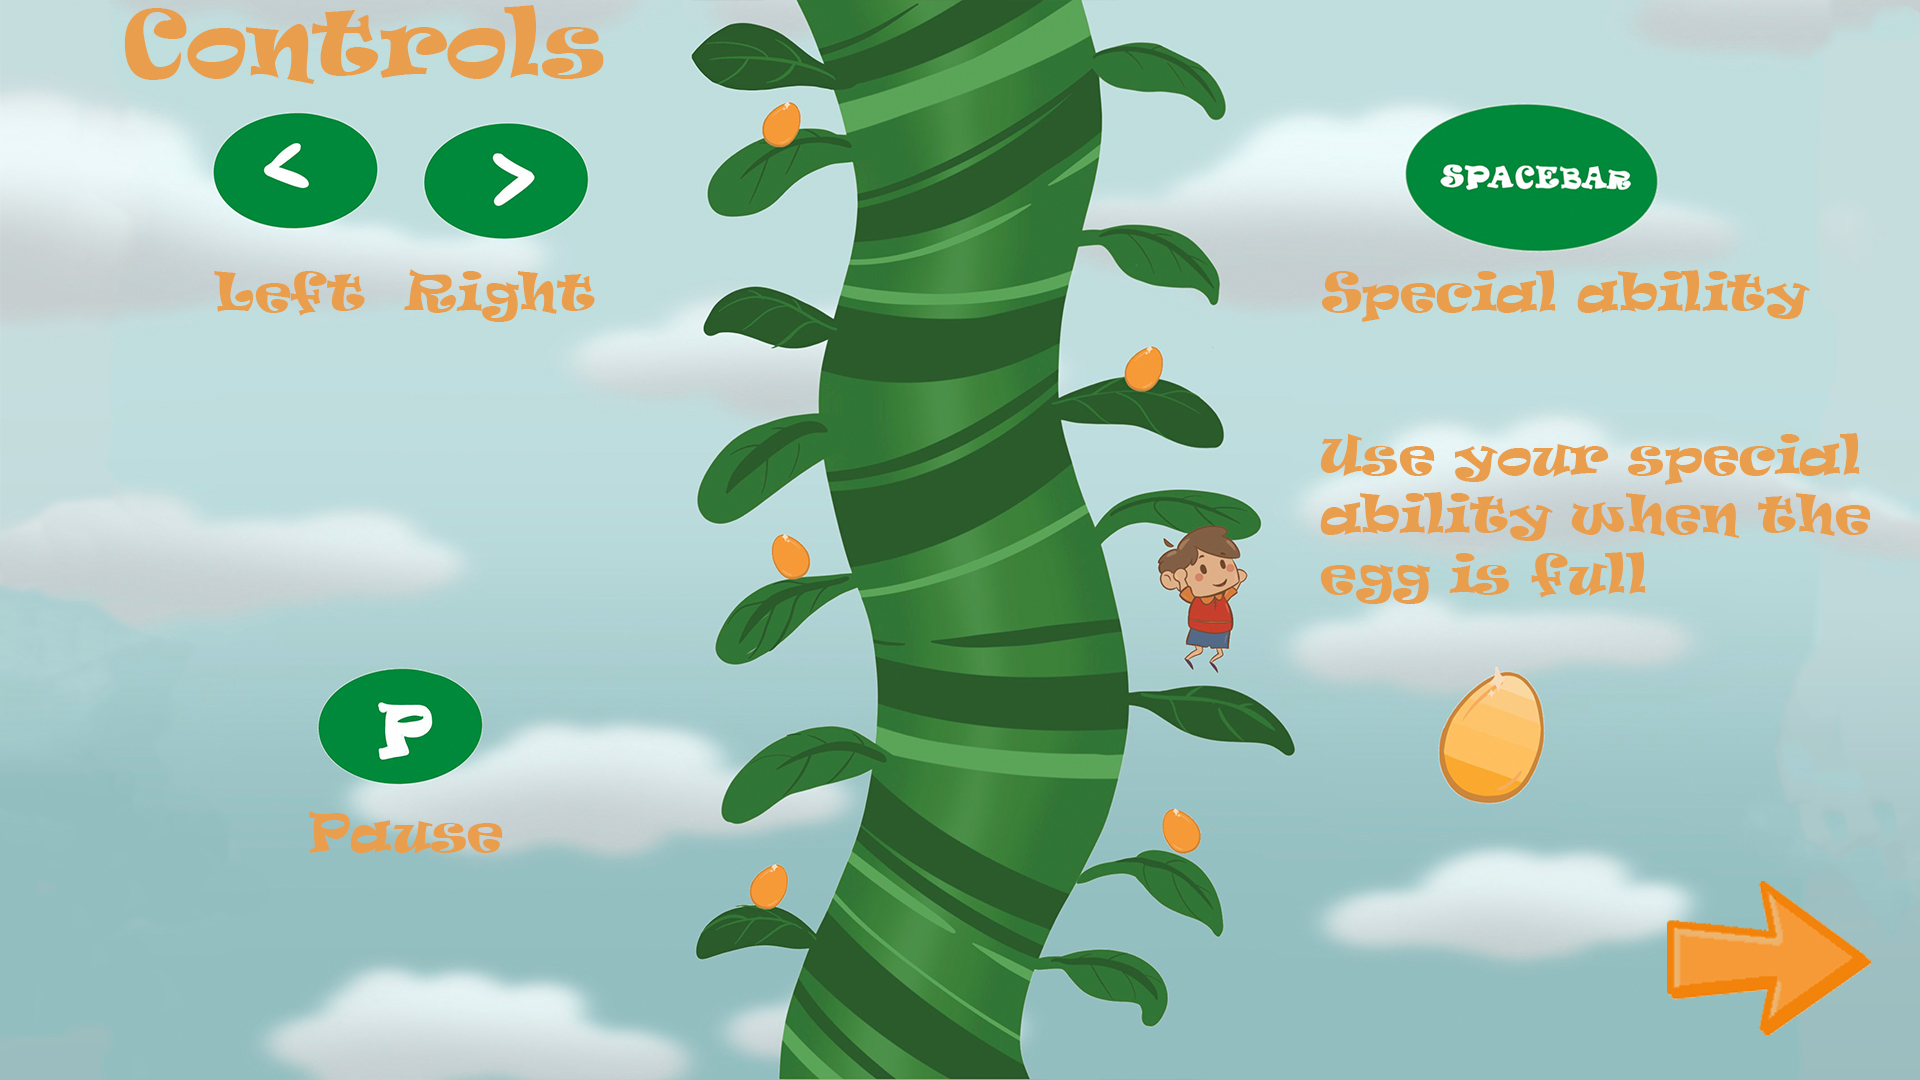 Controls
< >
Left Right
P
Pause
SPACEBAR
Special ability
Use your special
ability when the
egg is full